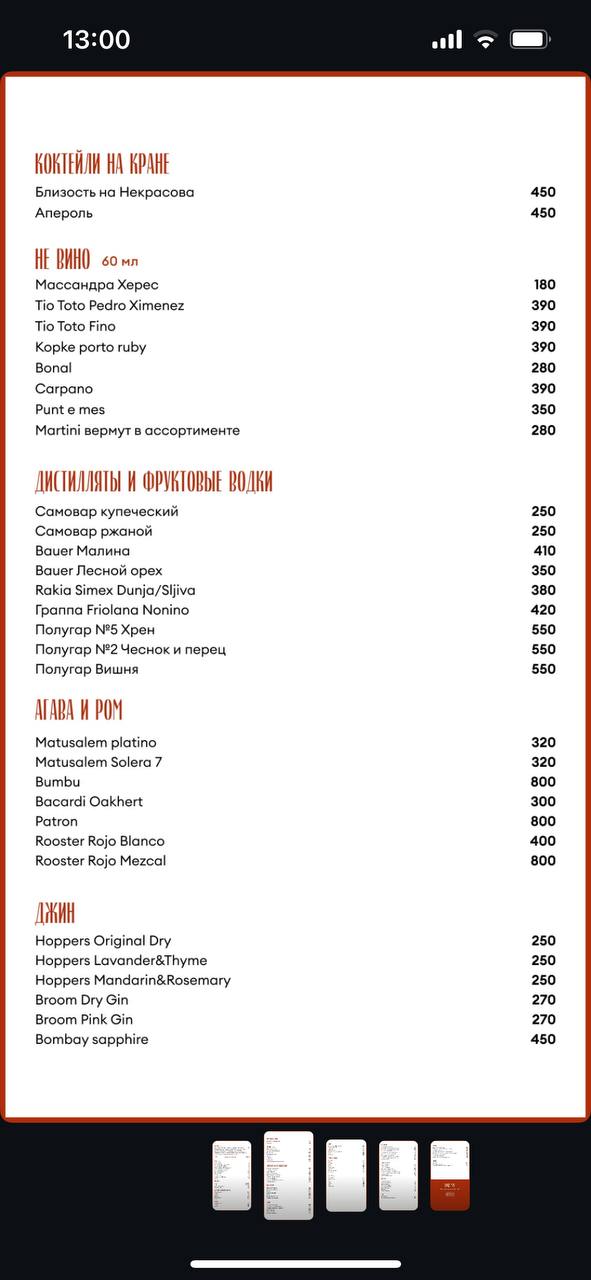 13:00
КОКТЕЙЛИ НА КРАНЕ
Близость на Некрасова 450
Апероль 450
НЕ ВИНО 60 мл
Массандра Херес 180
Tio Toto Pedro Ximenez 390
Tio Toto Fino 390
Kopke porto ruby 390
Bonal 280
Carpano 390
Punt e mes 350
Martini вермут в ассортименте 280
ДИСТИЛЛЯТЫ И ФРУКТОВЫЕ ВОДКИ
Самовар купеческий 250
Самовар ржаной 250
Bauer Малина 410
Bauer Лесной орех 350
Rakia Simex Dunja/Sljiva 380
Граппа Friolana Nonino 420
Полугар №5 Хрен 550
Полугар №2 Чеснок и перец 550
Полугар Вишня 550
АГАВА И РОМ
Matusalem platino 320
Matusalem Solera 7 320
Bumbu 800
Bacardi Oakhert 300
Patron 800
Rooster Rojo Blanco 400
Rooster Rojo Mezcal 800
ДЖИН
Hoppers Original Dry 250
Hoppers Lavander&Thyme 250
Hoppers Mandarin&Rosemary 250
Broom Dry Gin 270
Broom Pink Gin 270
Bombay sapphire 450